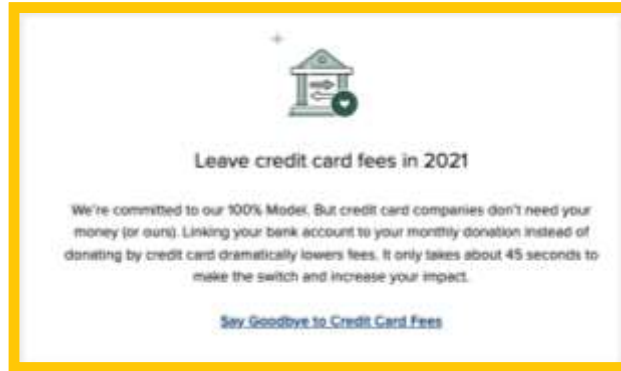 Leave credit card fees in 2021
We're committed to our 100% Model. But credit card companies don't need your
money (or ours). Linking your bank account to your monthly donation instead of
donating by credit card dramatically lowers fees. It only takes about 45 seconds to
make the switch and increase your impact.
Say Goodbye to Credit Card Fees